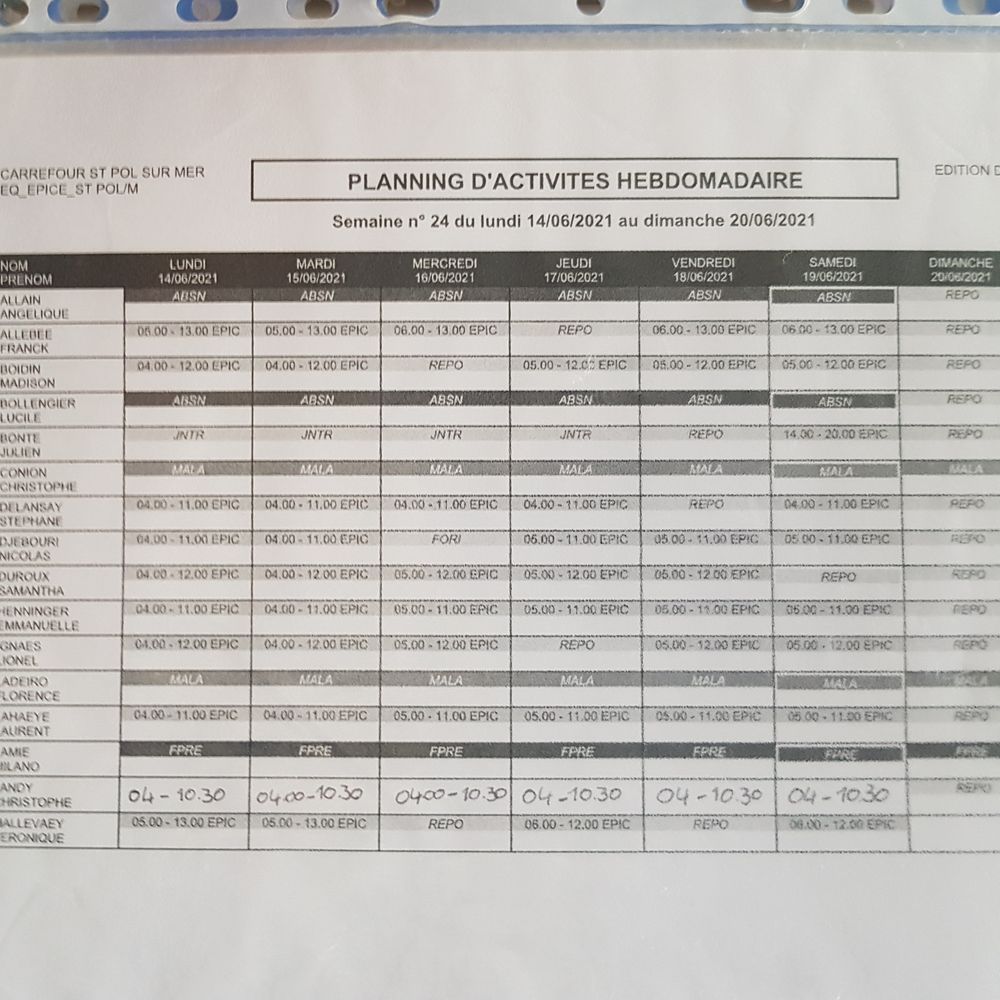 CARREFOUR ST POL SUR MER
EQ_EPICE_ST POL/M
PLANNING D'ACTIVITES HEBDOMADAIRE
EDITION D
Semaine n° 24 du lundi 14/06/2021 au dimanche 20/06/2021
NOM LUNDI MARDI MERCREDI JEUDI VENDREDI SAMEDI DIMANCHE
PRENOM 14/06/2021 15/06/2021 16/06/2021 17/06/2021 18/06/2021 19/06/2021 20/06/2021
ALLAIN ABSN ABSN ABSN ABSN ABSN ABSN REPO
ANGELIQUE
ALLEBEE 05.00 - 13.00 EPIC 05.00 - 13.00 EPIC 06.00 - 13.00 EPIC REPO 06.00 - 13.00 EPIC 06.00 - 13.00 EPIC REPO
FRANCK
BOIDIN 04.00 - 12.00 EPIC 04.00 - 12.00 EPIC REPO 05.00 - 12.00 EPIC 05.00 - 12.00 EPIC 05.00 - 12.00 EPIC REPO
MADISON
BOLLENGIER ABSN ABSN ABSN ABSN ABSN ABSN REPO
LUCILE
BONTE JNTR JNTR JNTR JNTR REPO 14.00 - 20.00 EPIC REPO
JULIEN
CONION MALA MALA MALA MALA MALA MALA MALA
CHRISTOPHE
DELANSAY 04.00 - 11.00 EPIC 04.00 - 11.00 EPIC 04.00 - 11.00 EPIC 04.00 - 11.00 EPIC REPO 04.00 - 11.00 EPIC REPO
STEPHANE
DJEBOURI 04.00 - 11.00 EPIC 04.00 - 11.00 EPIC FORI 05.00 - 11.00 EPIC 05.00 - 11.00 EPIC 05.00 - 11.00 EPIC REPO
NICOLAS
DUROUX 04.00 - 12.00 EPIC 04.00 - 12.00 EPIC 05.00 - 12.00 EPIC 05.00 - 12.00 EPIC 05.00 - 12.00 EPIC REPO REPO
SAMANTHA
HENNINGER 04.00 - 11.00 EPIC 04.00 - 11.00 EPIC 05.00 - 11.00 EPIC 05.00 - 11.00 EPIC 05.00 - 11.00 EPIC 05.00 - 11.00 EPIC REPO
EMMANUELLE
GNAES 04.00 - 12.00 EPIC 04.00 - 12.00 EPIC 05.00 - 12.00 EPIC REPO 05.00 - 12.00 EPIC 05.00 - 12.00 EPIC REPO
IONEL
ADEIRO MALA MALA MALA MALA MALA MALA MALA
LORENCE
AHAEYE 04.00 - 11.00 EPIC 04.00 - 11.00 EPIC 05.00 - 11.00 EPIC 05.00 - 11.00 EPIC 05.00 - 11.00 EPIC 05.00 - 11.00 EPIC REPO
AURENT
AMIE FPRE FPRE FPRE FPRE FPRE FPRE FPRE
ILANO
ANDY 04 - 10.30 04.00 - 10.30 04.00 - 10.30 04 - 10.30 04 - 10.30 04 - 10.30 REPO
HRISTOPHE
ALLEVAEY 05.00 - 13.00 EPIC 05.00 - 13.00 EPIC REPO 06.00 - 12.00 EPIC REPO 06.00 - 12.00 EPIC
ERONIQUE